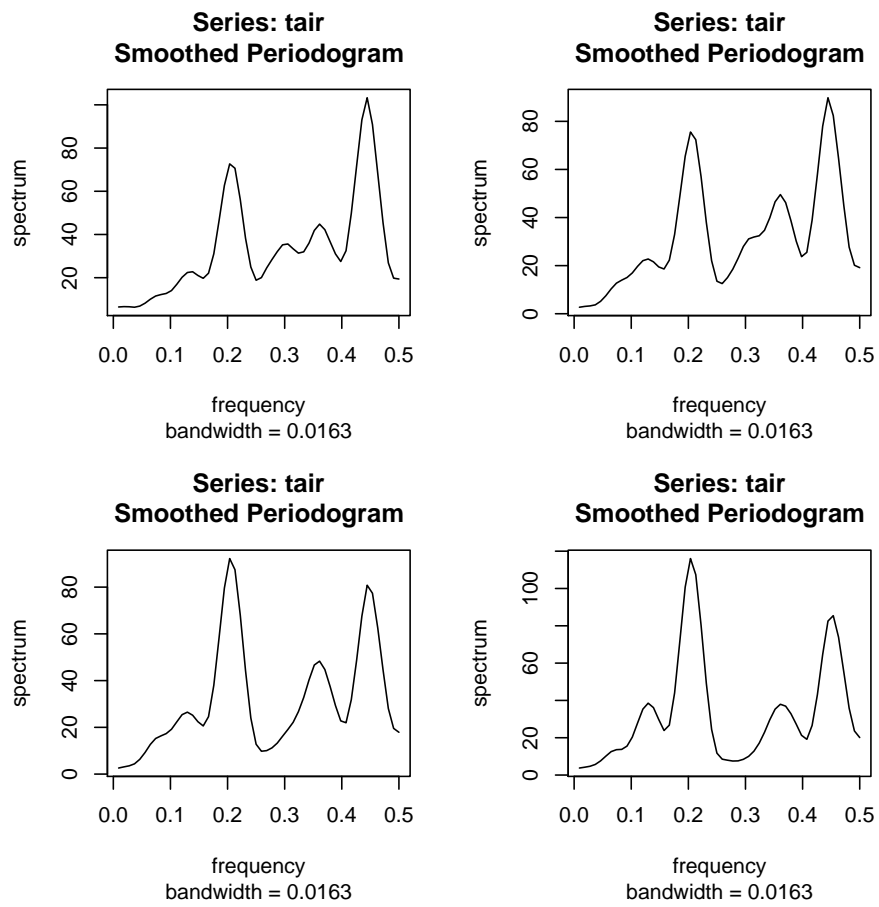 Series: tair
Smoothed Periodogram
spectrum
20 40 60 80
0.0 0.1 0.2 0.3 0.4 0.5
frequency
bandwidth = 0.0163
Series: tair
Smoothed Periodogram
spectrum
0 20 40 60 80
0.0 0.1 0.2 0.3 0.4 0.5
frequency
bandwidth = 0.0163
Series: tair
Smoothed Periodogram
spectrum
0 20 40 60 80
0.0 0.1 0.2 0.3 0.4 0.5
frequency
bandwidth = 0.0163
Series: tair
Smoothed Periodogram
spectrum
0 20 60 100
0.0 0.1 0.2 0.3 0.4 0.5
frequency
bandwidth = 0.0163